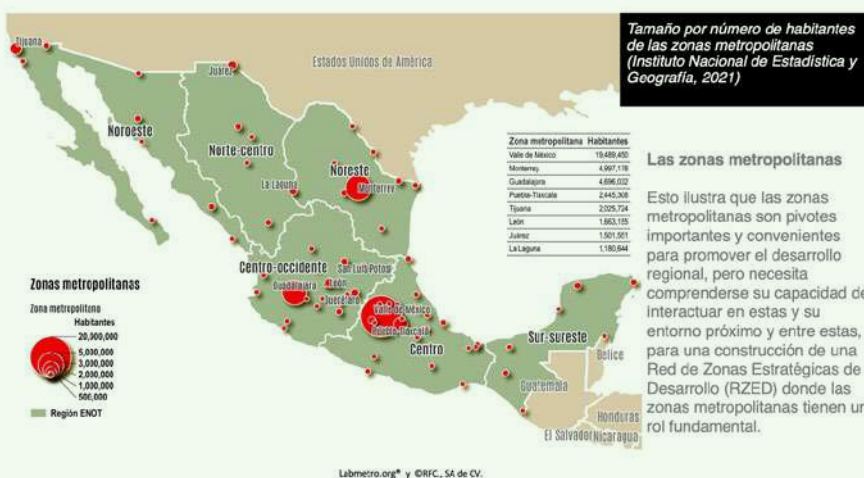 Tamaño por número de habitantes
de las zonas metropolitanas
(Instituto Nacional de Estadística y
Geografía, 2021)
Tijuana
Estados Unidos de América
Juárez
Noroeste
Norte-centro
Noreste
La Laguna
Monterrey
Zona metropolitana Habitantes
Valle de México 19,489,450
Monterrey 4,997,178
Guadalajara 4,696,002
Puebla-Tlaxcala 2,445,308
Tijuana 2,025,724
León 1,663,155
Juárez 1,501,551
La Laguna 1,180,644
Las zonas metropolitanas
Esto ilustra que las zonas
metropolitanas son pivotes
importantes y convenientes
para promover el desarrollo
regional, pero necesita
comprenderse su capacidad de
interactuar en estas y su
entorno próximo y entre estas,
para una construcción de una
Red de Zonas Estratégicas de
Desarrollo (RZED) donde las
zonas metropolitanas tienen un
rol fundamental.
Centro-occidente
San Luis Potosí
Guadalajara
León
Querétaro
Valle de México
Puebla-Tlaxcala
Centro
Sur-sureste
Belice
Guatemala
Honduras
El Salvador
Nicaragua
Zonas metropolitanas
Zona metropolitana
Habitantes
20,000,000
5,000,000
3,000,000
2,000,000
1,000,000
500,000
Región ENOT
Labmetro.org® y ©RFC., SA de CV.